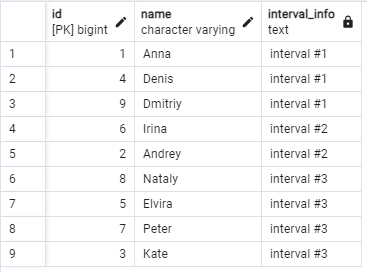 id name interval_info
[PK] bigint character varying text
1 1 Anna interval #1
2 4 Denis interval #1
3 9 Dmitriy interval #1
4 6 Irina interval #2
5 2 Andrey interval #2
6 8 Nataly interval #3
7 5 Elvira interval #3
8 7 Peter interval #3
9 3 Kate interval #3